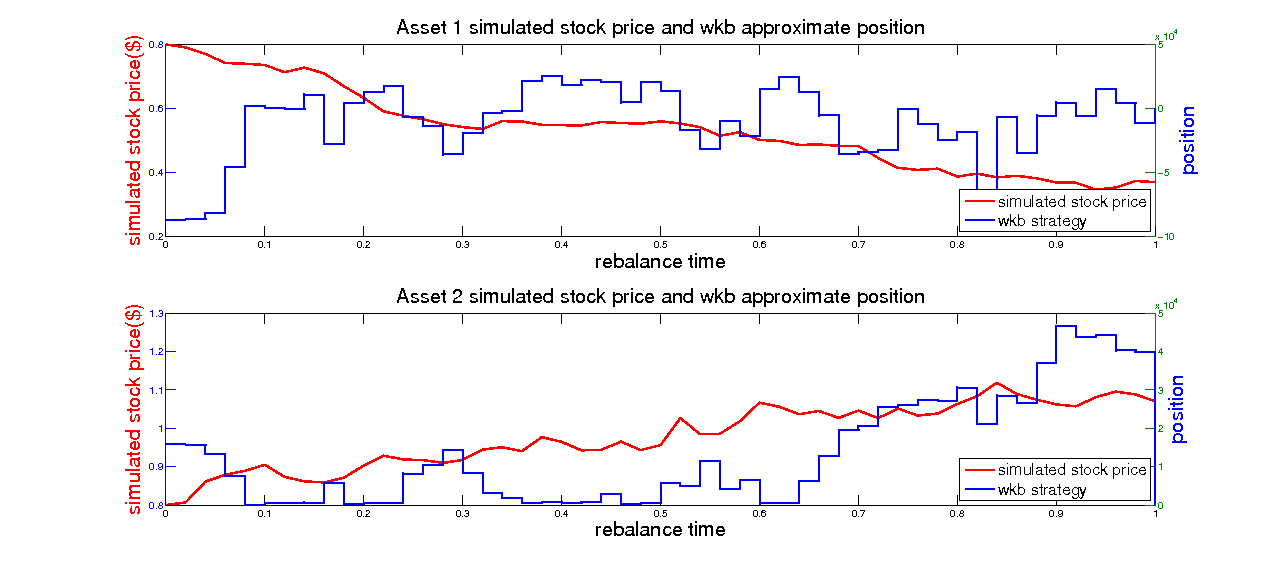 Asset 1 simulated stock price and wkb approximate position
x 10^4
simulated stock price($)
0.8
0.6
0.4
0.2
5
0
-5
-10
position
simulated stock price
wkb strategy
0 0.1 0.2 0.3 0.4 0.5 0.6 0.7 0.8 0.9 1
rebalance time
Asset 2 simulated stock price and wkb approximate position
x 10^4
simulated stock price($)
1.3
1.2
1.1
1
0.9
0.8
5
4
3
2
1
0
position
simulated stock price
wkb strategy
0 0.1 0.2 0.3 0.4 0.5 0.6 0.7 0.8 0.9 1
rebalance time